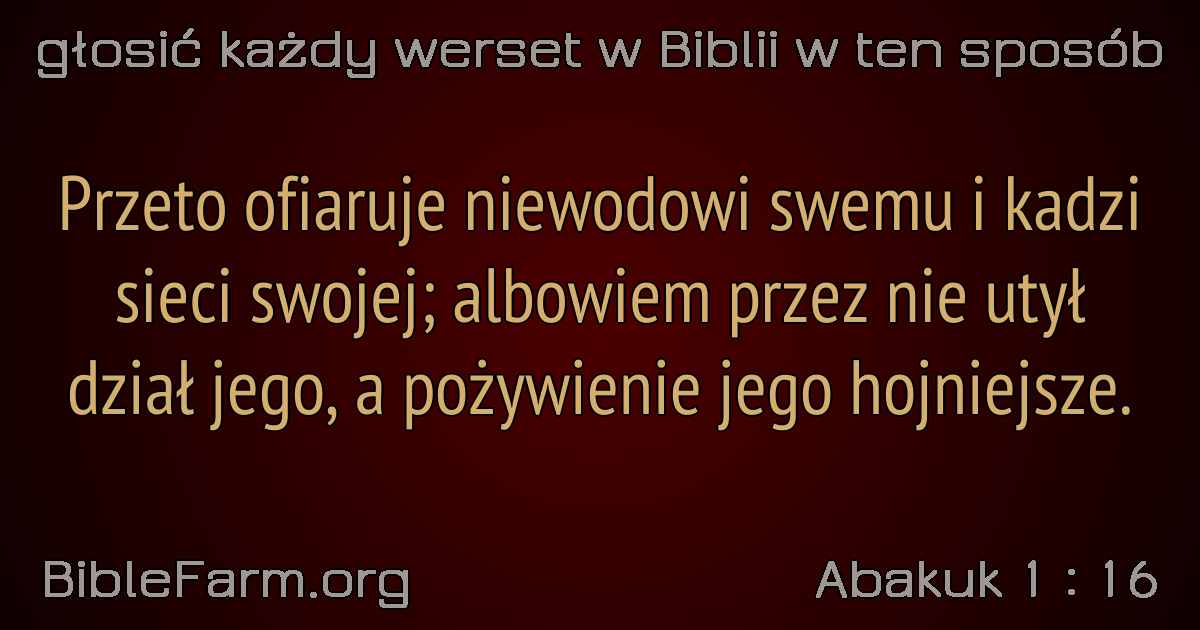 głosić każdy werset w Biblii w ten sposób
Przeto ofiaruje niewodowi swemu i kadzi
sieci swojej; albowiem przez nie utył
dział jego, a pożywienie jego hojniejsze.
BibleFarm.org
Abakuk 1 : 16